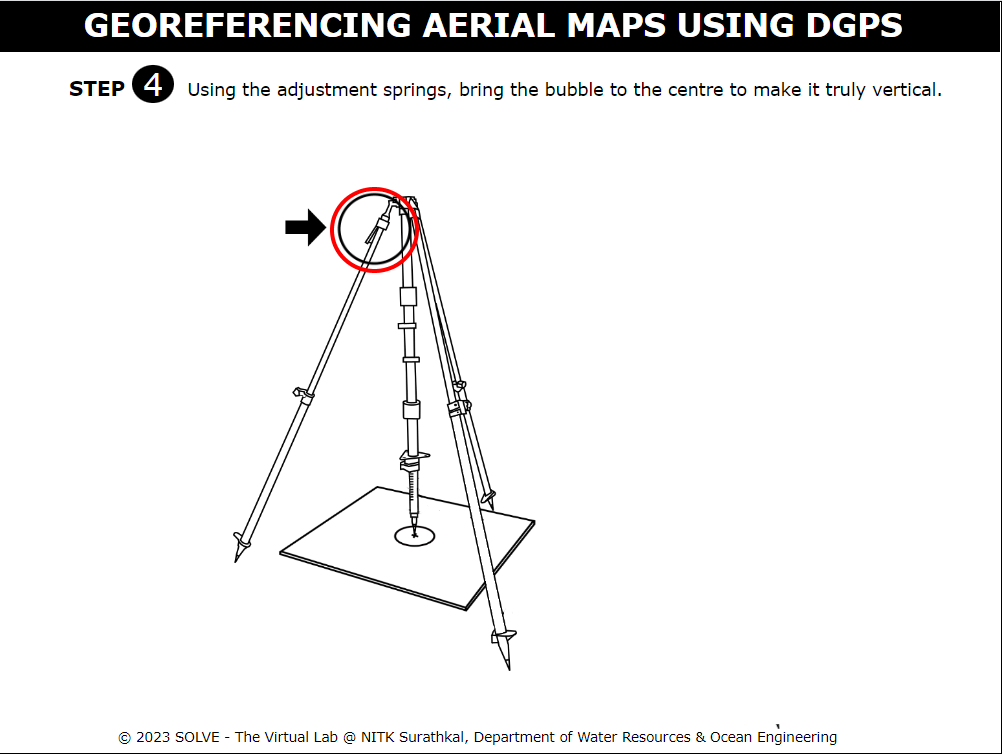 GEOREFERENCING AERIAL MAPS USING DGPS
STEP 4 Using the adjustment springs, bring the bubble to the centre to make it truly vertical.
© 2023 SOLVE - The Virtual Lab @ NITK Surathkal, Department of Water Resources & Ocean Engineering